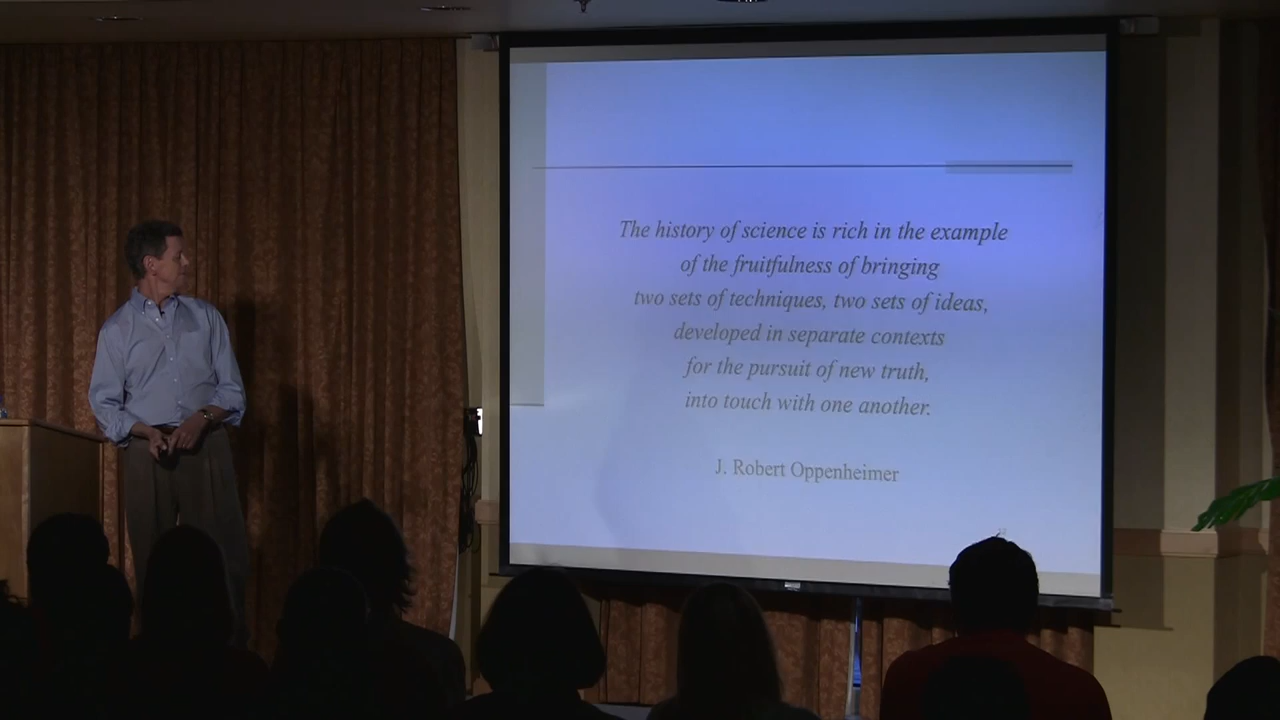 The history of science is rich in the example
of the fruitfulness of bringing
two sets of techniques, two sets of ideas,
developed in separate contexts
for the pursuit of new truth,
into touch with one another.
J. Robert Oppenheimer